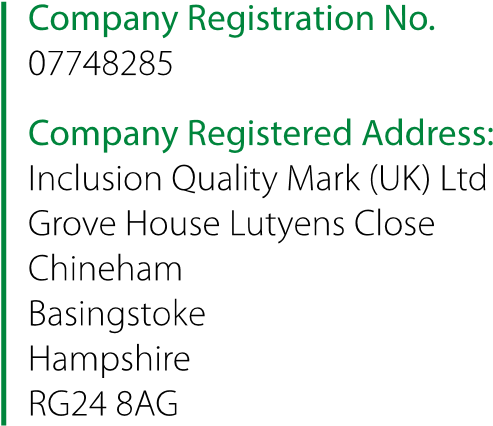 Company Registration No.
07748285
Company Registered Address:
Inclusion Quality Mark (UK) Ltd
Grove House Lutyens Close
Chineham
Basingstoke
Hampshire
RG24 8AG